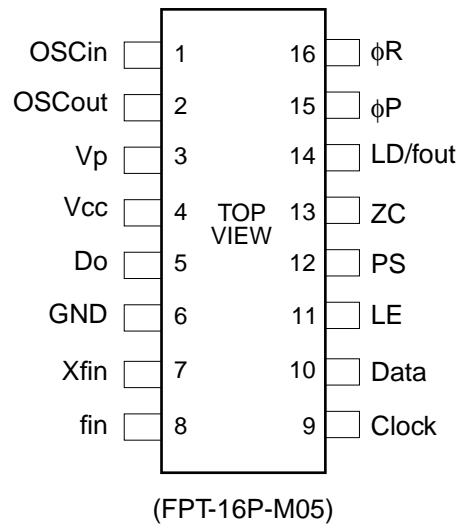 OSCin 1 16 ϕR
OSCout 2 15 ϕP
Vp 3 14 LD/fout
Vcc 4 TOP VIEW 13 ZC
Do 5 12 PS
GND 6 11 LE
Xfin 7 10 Data
fin 8 9 Clock
(FPT-16P-M05)